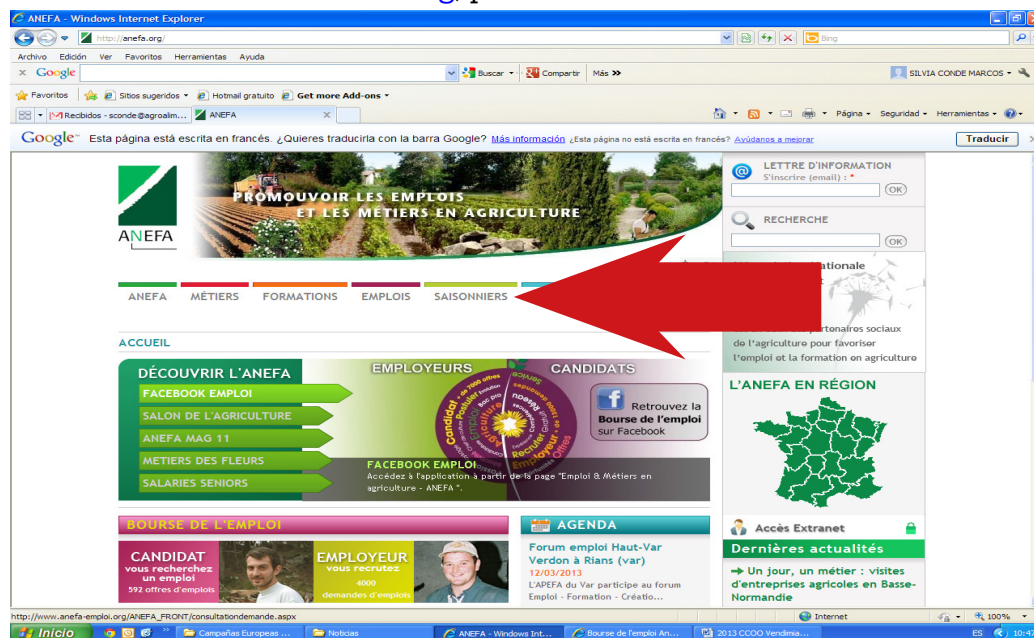 ANEFA - Windows Internet Explorer
http://anefa.org/
Bing
Archivo Edición Ver Favoritos Herramientas Ayuda
x Google Buscar Compartir Más >> SILVIA CONDE MARCOS
Favoritos Sitios sugeridos Hotmail gratuito Get more Add-ons
Recibidos - sconde@agroalim... ANEFA Página Seguridad Herramientas
Google Esta página está escrita en francés. ¿Quieres traducirla con la barra Google? Más información ¿Esta página no está escrita en francés? Ayúdanos a mejorar Traducir
PROMOUVOIR LES EMPLOIS
ET LES MÉTIERS EN AGRICULTURE
ANEFA
LETTRE D'INFORMATION
S'inscrire (email) : *
OK
RECHERCHE
OK
ANEFA MÉTIERS FORMATIONS EMPLOIS SAISONNIERS
sociaux
de l'agriculture pour favoriser
l'emploi et la formation en agriculture
ACCUEIL
DÉCOUVRIR L'ANEFA
FACEBOOK EMPLOI
SALON DE L'AGRICULTURE
ANEFA MAG 11
METIERS DES FLEURS
SALARIES SENIORS
EMPLOYEURS CANDIDATS
Retrouvez la
Bourse de l'emploi
sur Facebook
FACEBOOK EMPLOI
Accédez à l'application à partir de la page "Emploi & Métiers en
agriculture - ANEFA ".
L'ANEFA EN RÉGION
BOURSE DE L'EMPLOI
CANDIDAT
vous recherchez
un emploi
592 offres d'emplois
EMPLOYEUR
vous recrutez
4000
demandes d'emplois
AGENDA
Forum emploi Haut-Var
Verdon à Rians (var)
12/03/2013
L'APEFA du Var participe au forum
Emploi - Formation - Créatio...
Accès Extranet
Dernières actualités
Un jour, un métier : visites
d'entreprises agricoles en Basse-
Normandie
http://www.anefa-emploi.org/ANEFA_FRONT/consultationdemande.aspx Internet 100%
Inicio Campañas Europeas ... Noticias ANEFA - Windows Int... Bourse de l'emploi An... 2013 CCOO Vendimia... ES